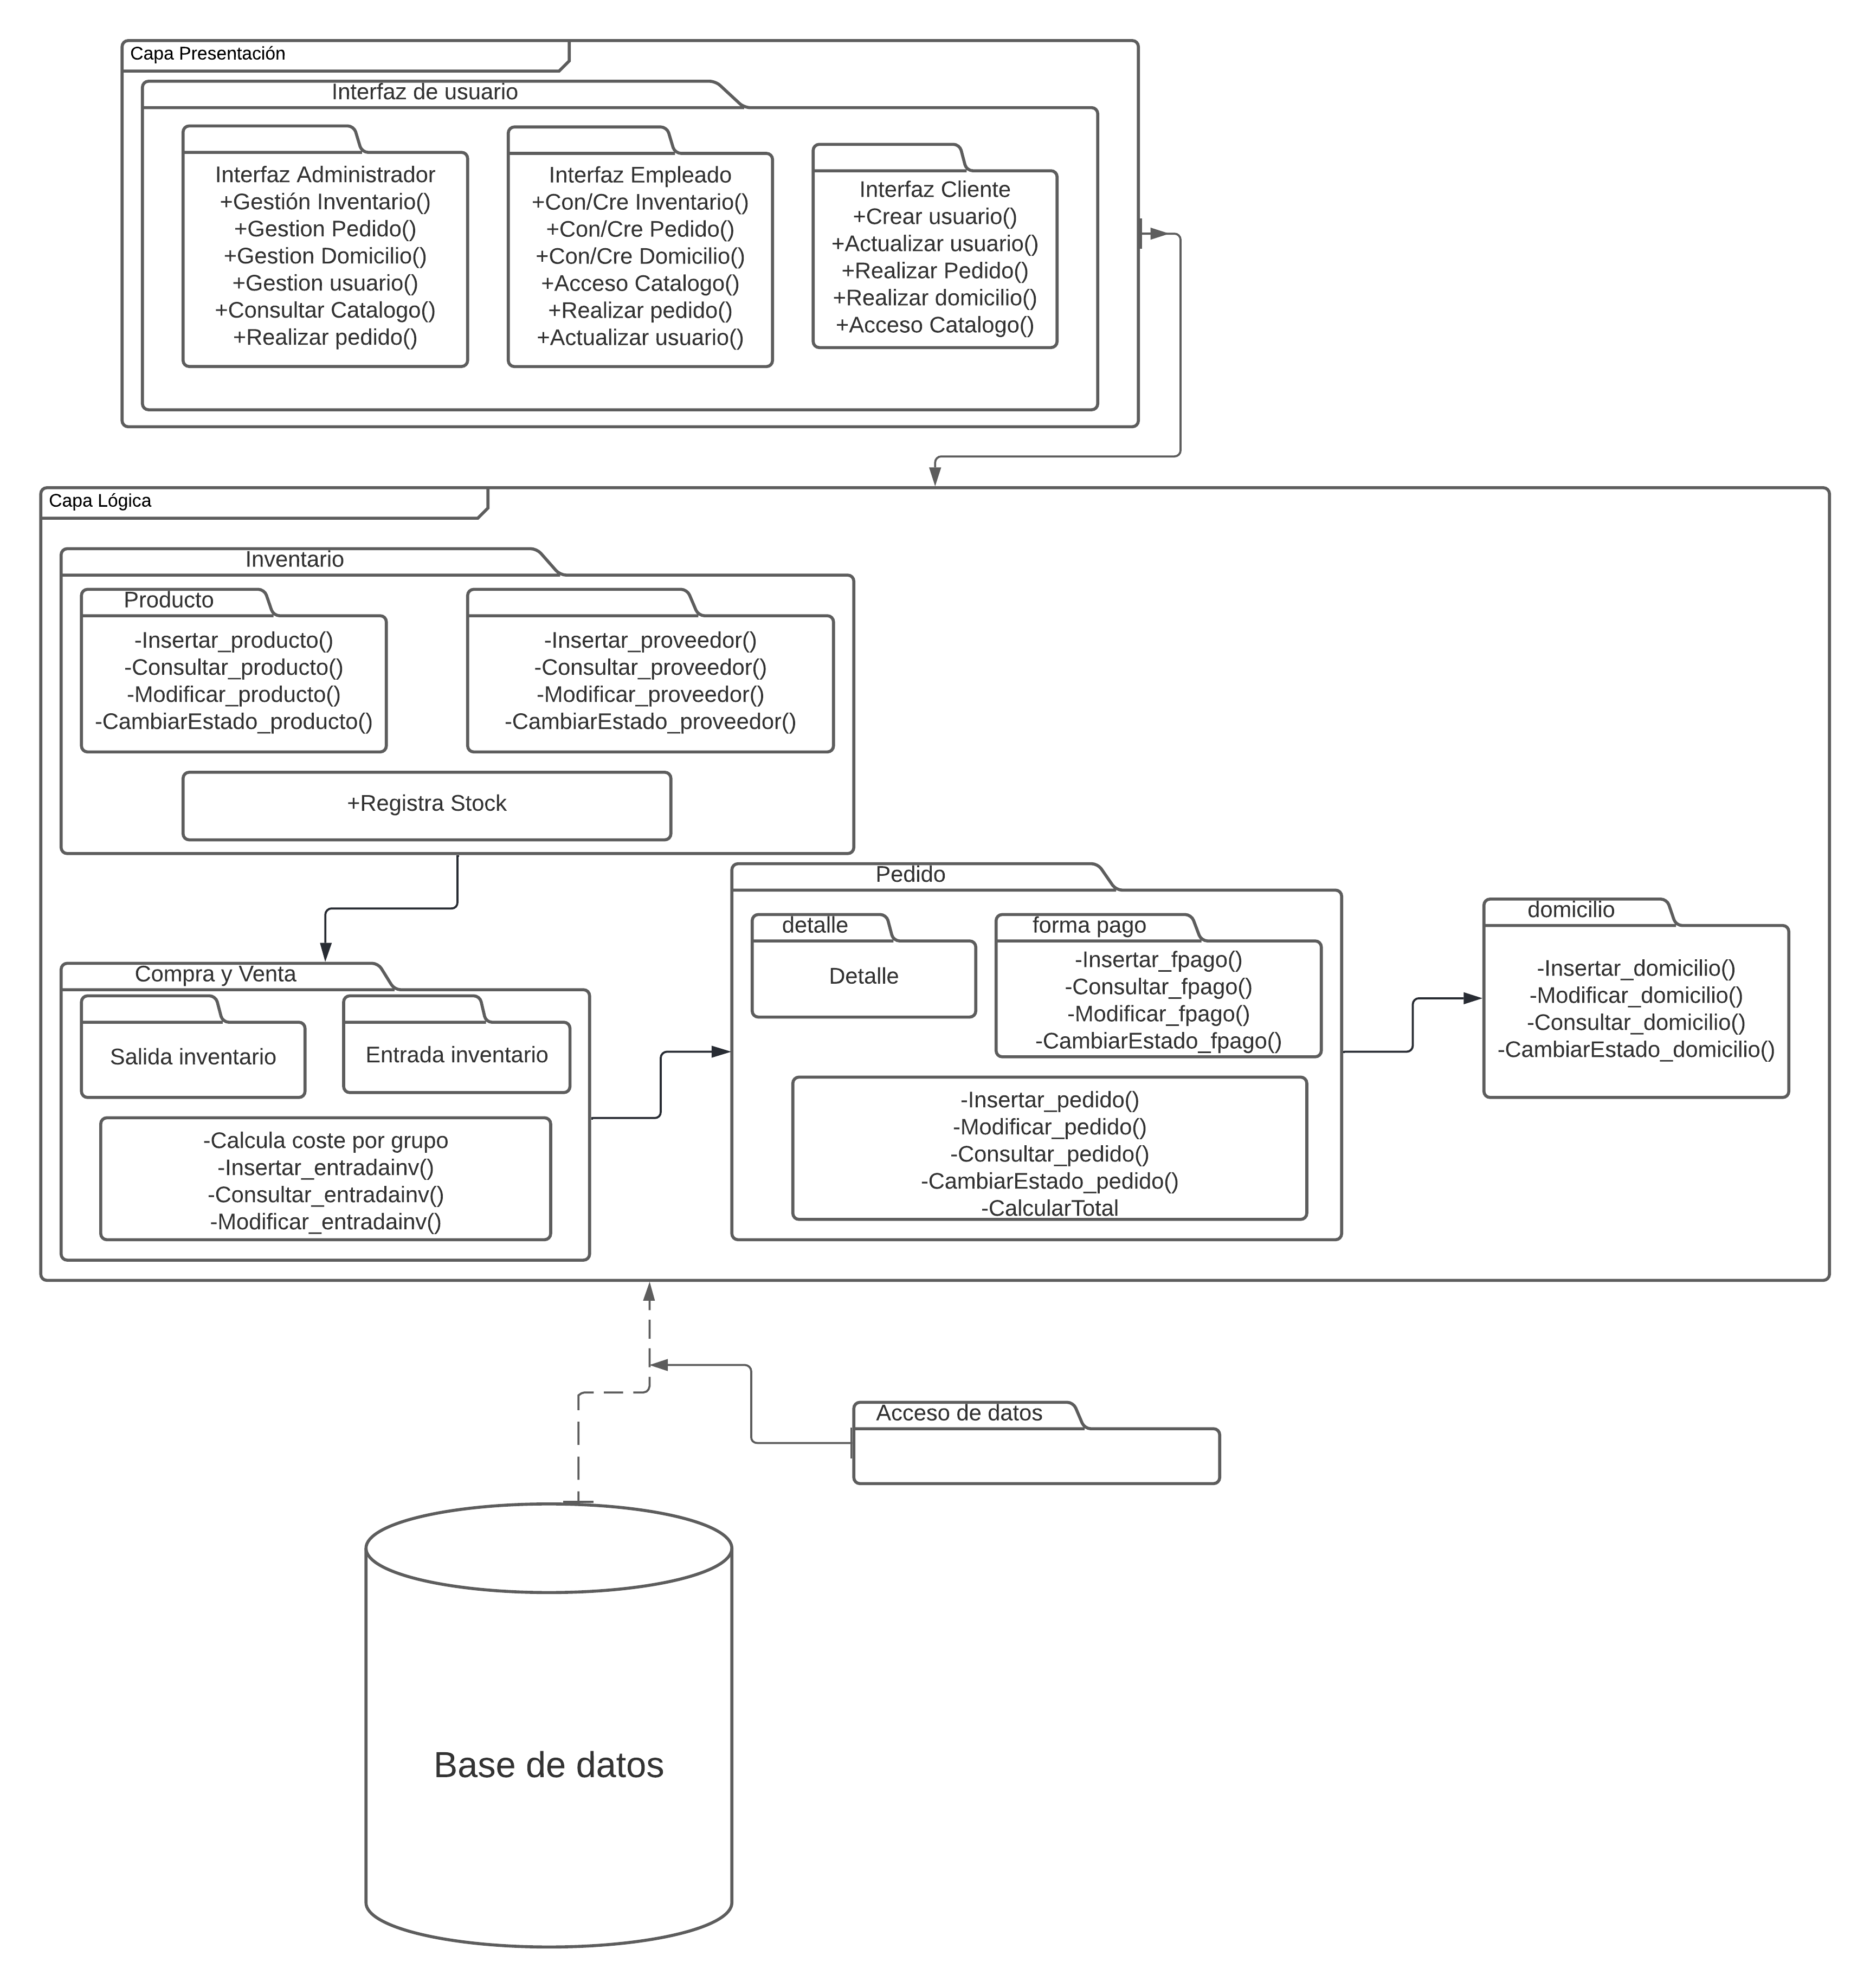 Capa Presentación
Interfaz de usuario
Interfaz Administrador
+Gestión Inventario()
+Gestion Pedido()
+Gestion Domicilio()
+Gestion usuario()
+Consultar Catalogo()
+Realizar pedido()
Interfaz Empleado
+Con/Cre Inventario()
+Con/Cre Pedido()
+Con/Cre Domicilio()
+Acceso Catalogo()
+Realizar pedido()
+Actualizar usuario()
Interfaz Cliente
+Crear usuario()
+Actualizar usuario()
+Realizar Pedido()
+Realizar domicilio()
+Acceso Catalogo()
Capa Lógica
Inventario
Producto
-Insertar_producto()
-Consultar_producto()
-Modificar_producto()
-CambiarEstado_producto()
-Insertar_proveedor()
-Consultar_proveedor()
-Modificar_proveedor()
-CambiarEstado_proveedor()
+Registra Stock
Compra y Venta
Salida inventario
Entrada inventario
-Calcula coste por grupo
-Insertar_entradainv()
-Consultar_entradainv()
-Modificar_entradainv()
Pedido
detalle
Detalle
forma pago
-Insertar_fpago()
-Consultar_fpago()
-Modificar_fpago()
-CambiarEstado_fpago()
-Insertar_pedido()
-Modificar_pedido()
-Consultar_pedido()
-CambiarEstado_pedido()
-CalcularTotal
domicilio
-Insertar_domicilio()
-Modificar_domicilio()
-Consultar_domicilio()
-CambiarEstado_domicilio()
Acceso de datos
Base de datos